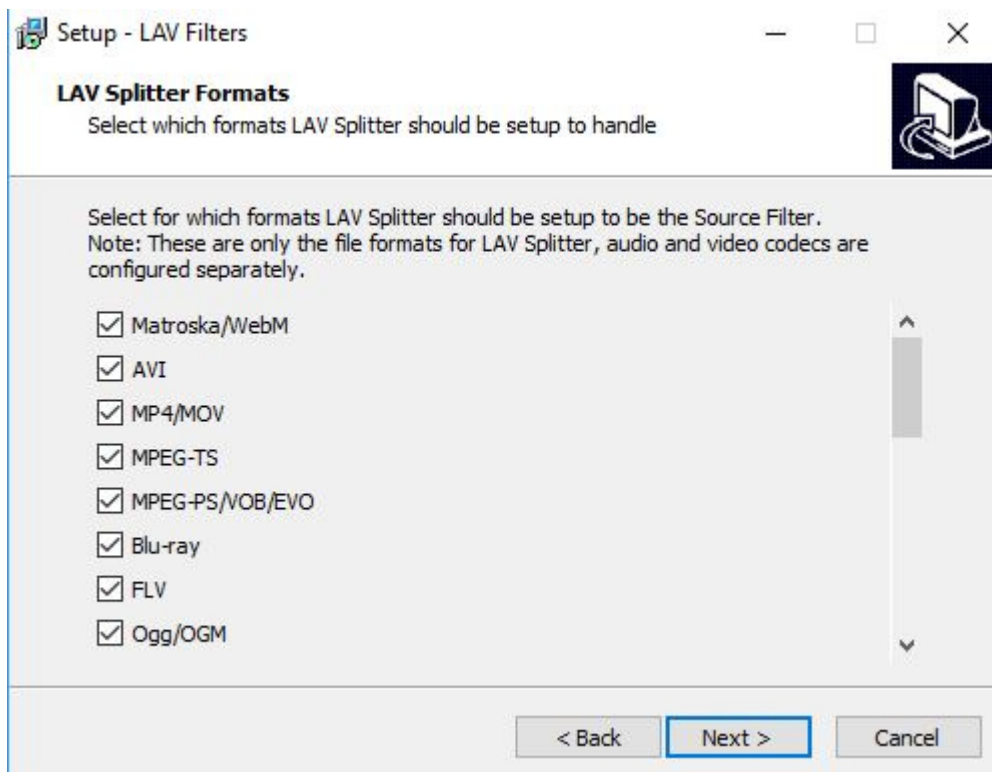 Setup - LAV Filters
LAV Splitter Formats
Select which formats LAV Splitter should be setup to handle
Select for which formats LAV Splitter should be setup to be the Source Filter.
Note: These are only the file formats for LAV Splitter, audio and video codecs are
configured separately.
Matroska/WebM
AVI
MP4/MOV
MPEG-TS
MPEG-PS/VOB/EVO
Blu-ray
FLV
Ogg/OGM
< Back Next > Cancel